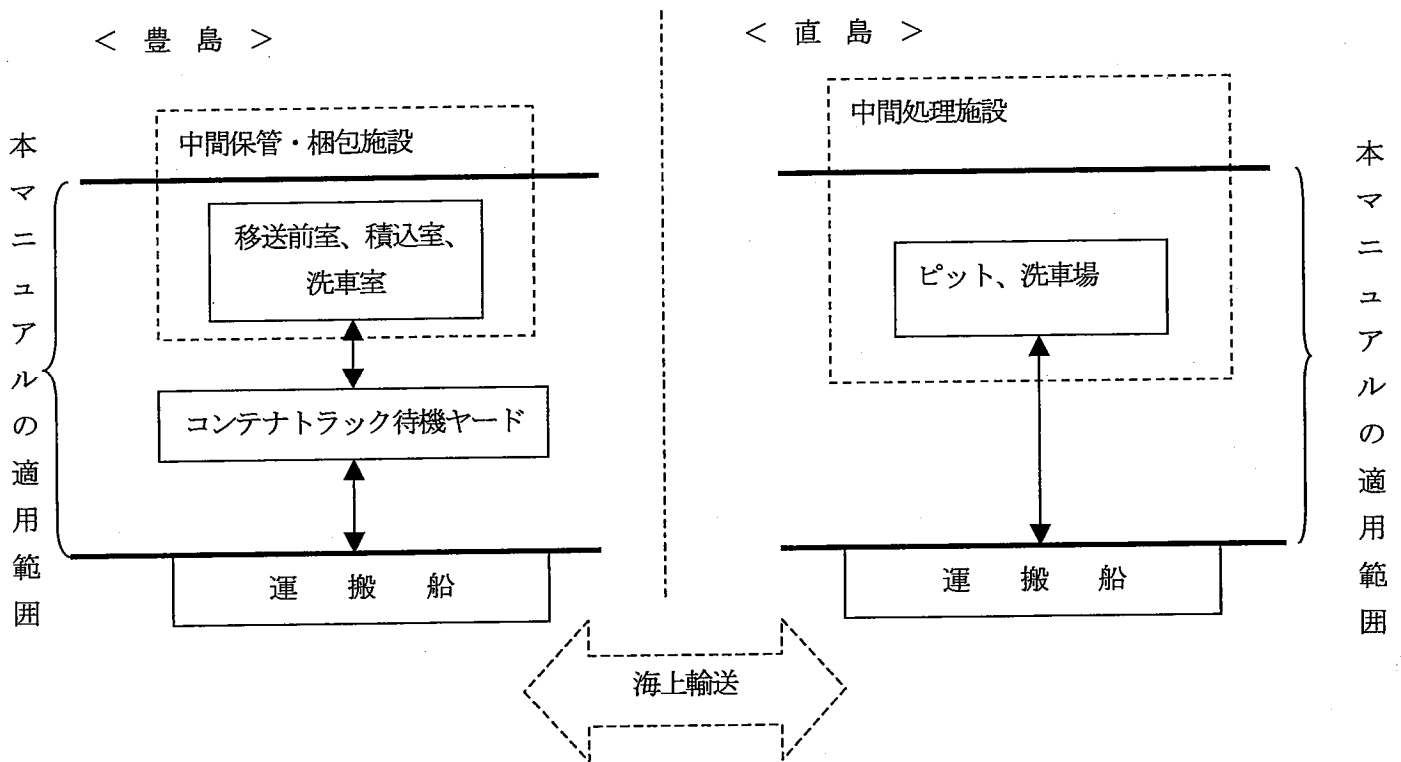 ＜ 豊 島 ＞
本マニュアルの適用範囲
中間保管・梱包施設
移送前室、積込室、
洗車室
コンテナトラック待機ヤード
運 搬 船
＜ 直 島 ＞
中間処理施設
ピット、洗車場
運 搬 船
本マニュアルの適用範囲
海上輸送